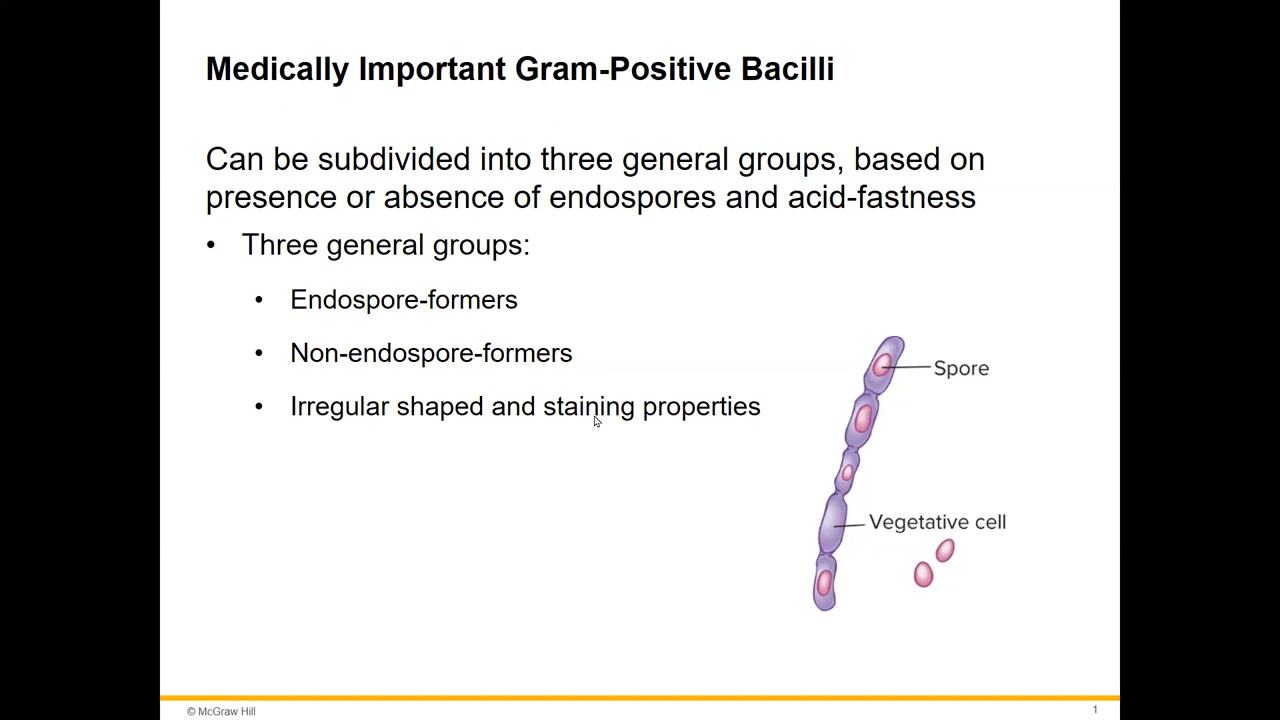 Medically Important Gram-Positive Bacilli
Can be subdivided into three general groups, based on
presence or absence of endospores and acid-fastness
• Three general groups:
• Endospore-formers
• Non-endospore-formers
• Irregular shaped and staining properties
Spore
Vegetative cell
© McGraw Hill
1